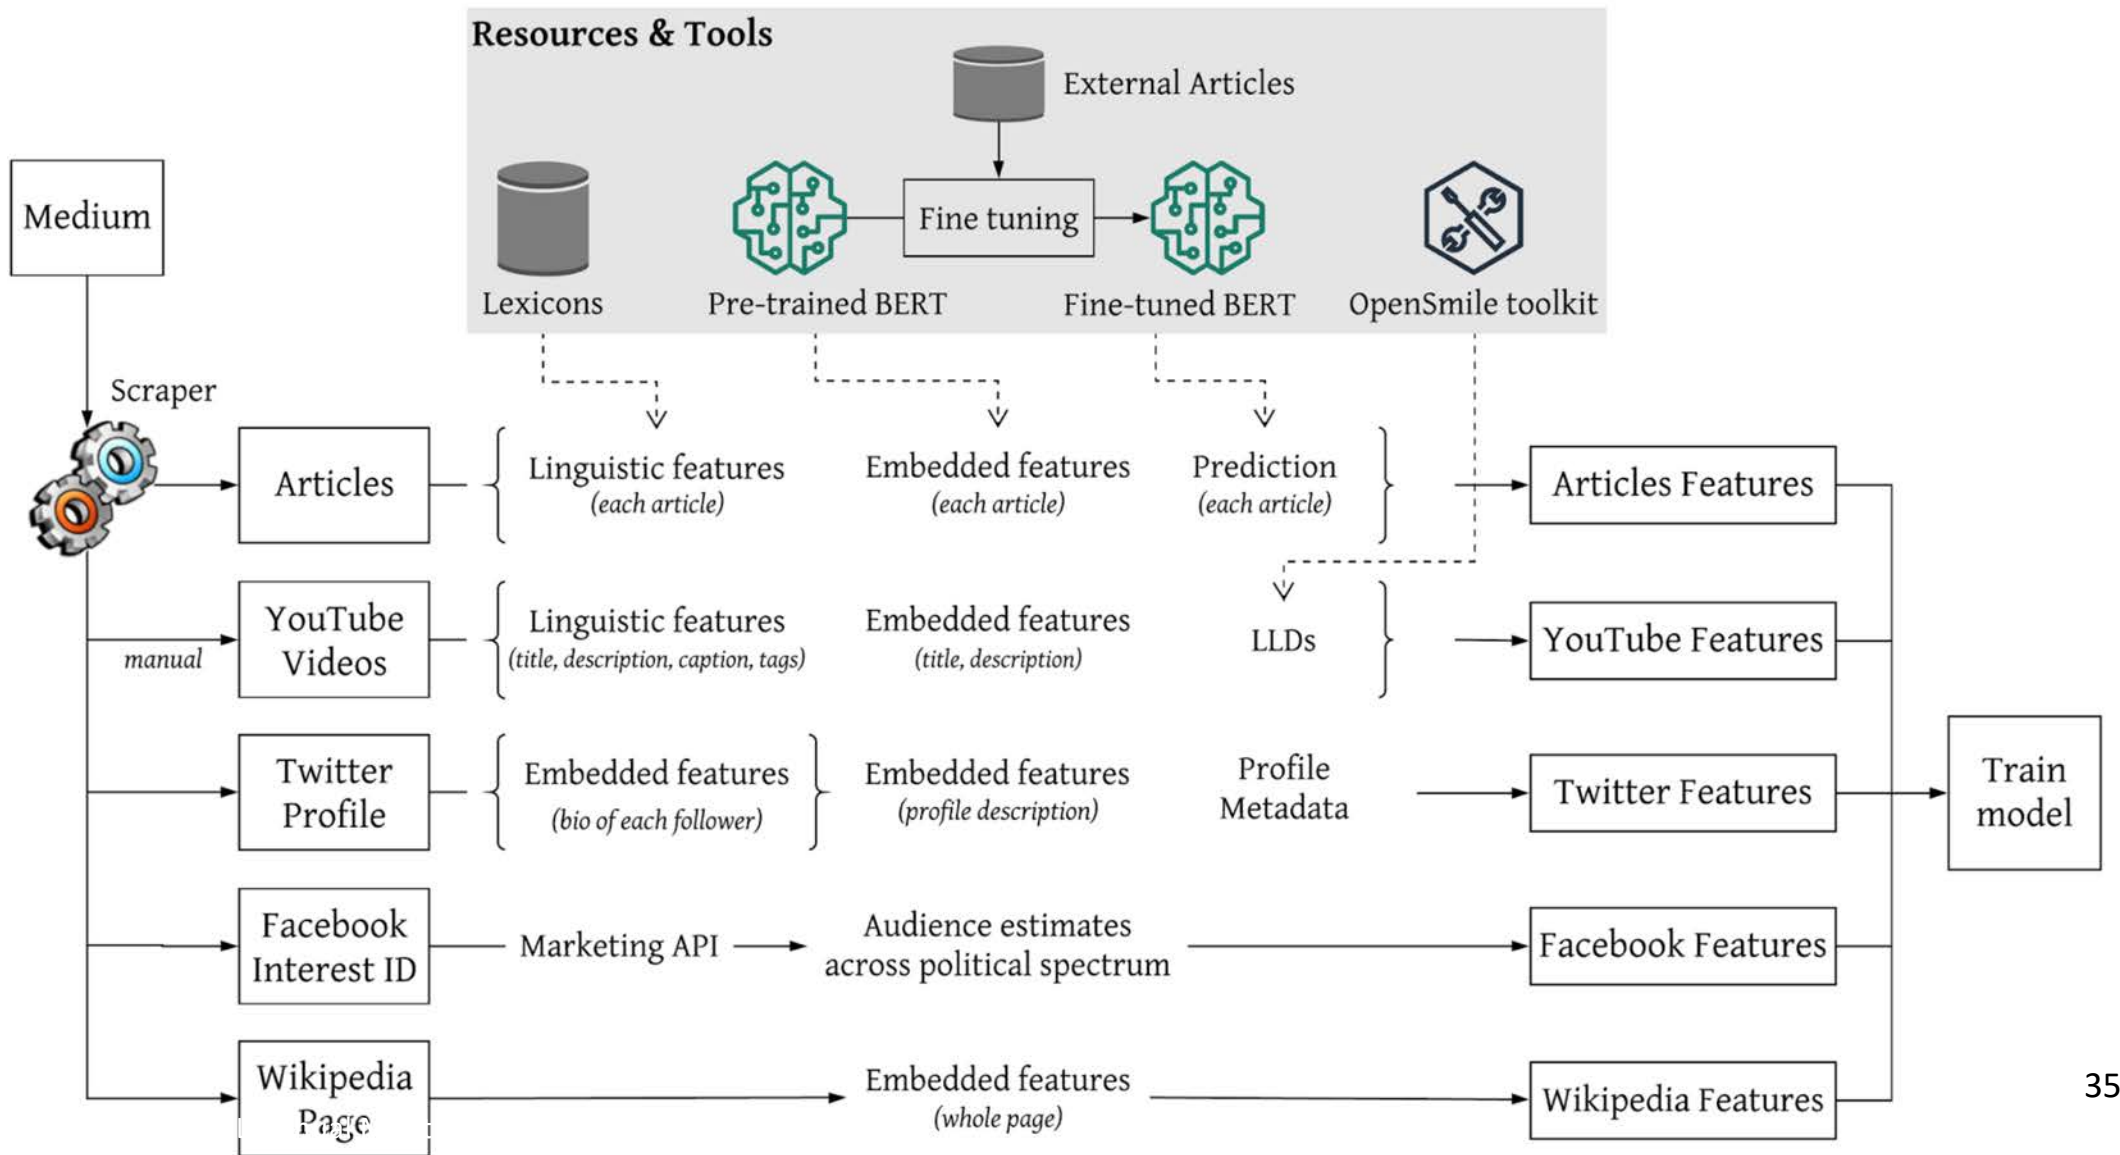 Resources & Tools
External Articles
Medium
Fine tuning
Lexicons
Pre-trained BERT
Fine-tuned BERT
OpenSmile toolkit
Scraper
Articles
Linguistic features
(each article)
Embedded features
(each article)
Prediction
(each article)
Articles Features
manual
YouTube
Videos
Linguistic features
(title, description, caption, tags)
Embedded features
(title, description)
LLDs
YouTube Features
Twitter
Profile
Embedded features
(bio of each follower)
Embedded features
(profile description)
Profile
Metadata
Twitter Features
Train
model
Facebook
Interest ID
Marketing API
Audience estimates
across political spectrum
Facebook Features
Wikipedia
Page
Embedded features
(whole page)
Wikipedia Features
35